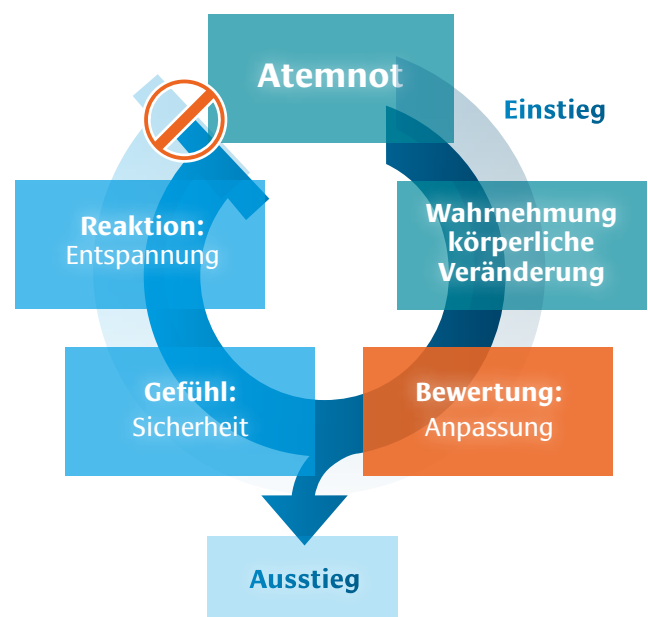 Atemnot
Einstieg
Wahrnehmung
körperliche
Veränderung
Bewertung:
Anpassung
Gefühl:
Sicherheit
Reaktion:
Entspannung
Ausstieg